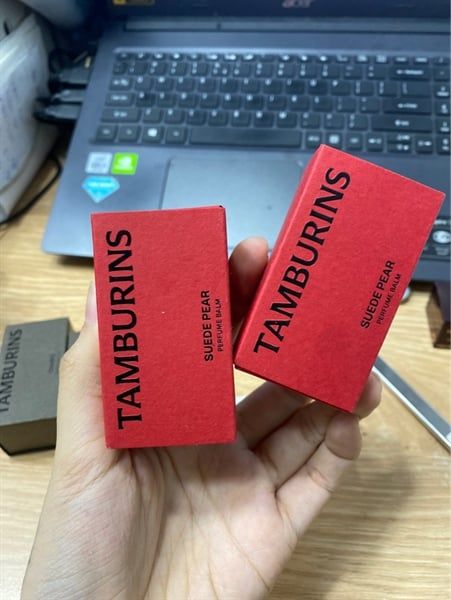 acer
TAMBURINS
SUEDE PEAR
PERFUME BALM
TAMBURINS
SUEDE PEAR
PERFUME BALM
TAMBURINS